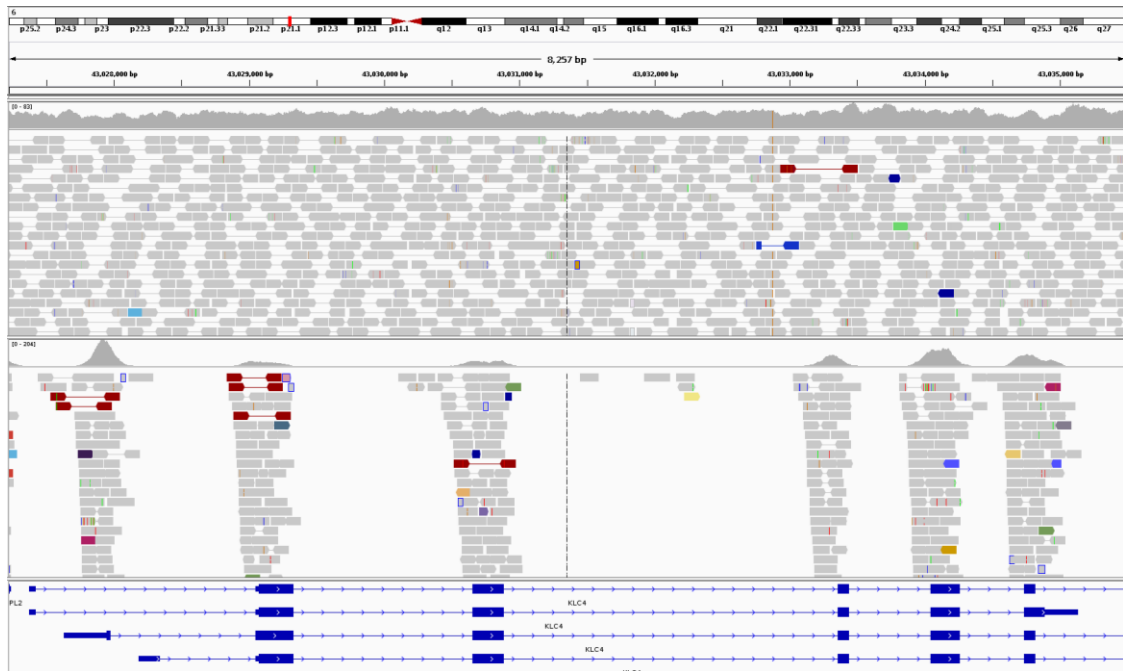 6
p25.2 p24.3 p23 p22.3 p22.2 p21.33 p21.2 p21.1 p12.3 p12.1 p11.1 q12 q13 q14.1 q14.2 q15 q16.1 q16.3 q21 q22.1 q22.31 q22.33 q23.3 q24.2 q25.1 q25.3 q26 q27
8,257 bp
43,028,000 bp 43,029,000 bp 43,030,000 bp 43,031,000 bp 43,032,000 bp 43,033,000 bp 43,034,000 bp 43,035,000 bp
[0 - 83]
[0 - 204]
PL2 KLC4
KLC4
KLC4